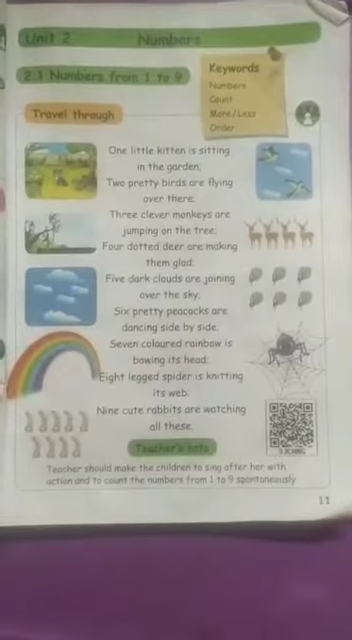 Unit 2 Numbers
2.1 Numbers from 1 to 9
Keywords
Numbers
Count
More/Less
Order
Travel through
One little kitten is sitting
in the garden;
Two pretty birds are flying
over there.
Three clever monkeys are
jumping on the tree;
Four dotted deer are making
them glad.
Five dark clouds are joining
over the sky;
Six pretty peacocks are
dancing side by side.
Seven coloured rainbow is
bowing its head;
Eight legged spider is knitting
its web.
Nine cute rabbits are watching
all these.
Teacher's note
Teacher should make the children to sing after her with
action and to count the numbers from 1 to 9 spontaneously
11